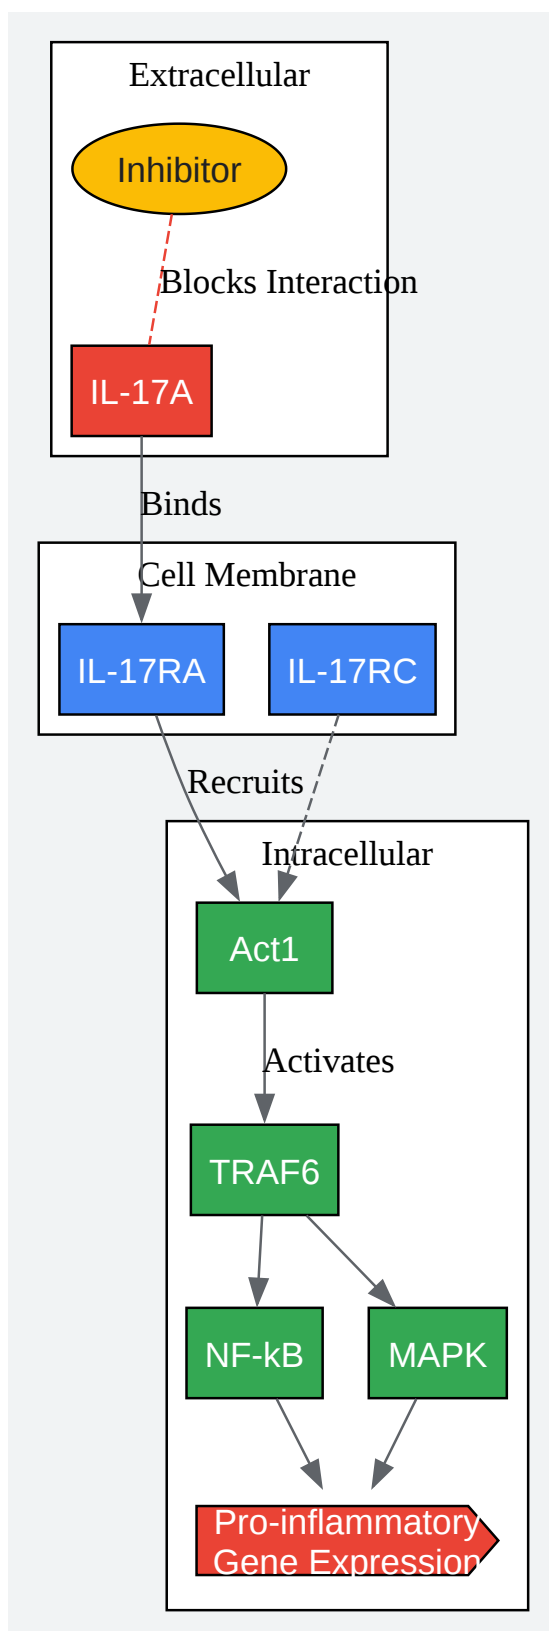 Extracellular
Inhibitor
Blocks Interaction
IL-17A
Binds
Cell Membrane
IL-17RA
IL-17RC
Recruits
Intracellular
Act1
Activates
TRAF6
NF-kB
MAPK
Pro-inflammatory
Gene Expression